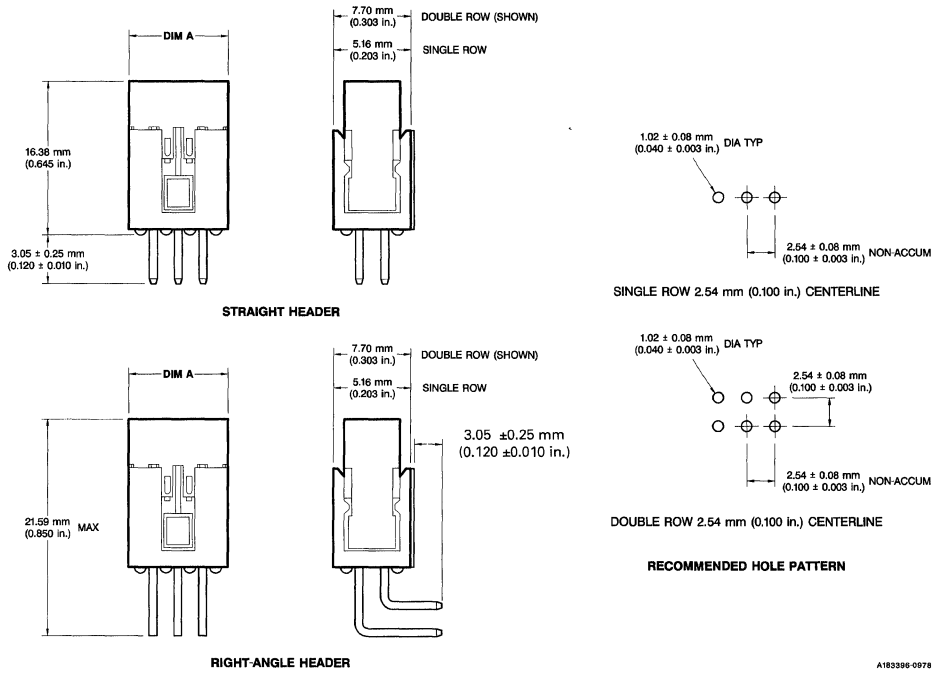 7.70 mm
(0.303 in.) DOUBLE ROW (SHOWN)
DIM A
5.16 mm
(0.203 in.) SINGLE ROW
16.38 mm
(0.645 in.)
3.05 ± 0.25 mm
(0.120 ± 0.010 in.)
STRAIGHT HEADER
1.02 ± 0.08 mm
(0.040 ± 0.003 in.) DIA TYP
2.54 ± 0.08 mm
(0.100 ± 0.003 in.) NON-ACCUM
SINGLE ROW 2.54 mm (0.100 in.) CENTERLINE
7.70 mm
(0.303 in.) DOUBLE ROW (SHOWN)
DIM A
5.16 mm
(0.203 in.) SINGLE ROW
3.05 ±0.25 mm
(0.120 ±0.010 in.)
21.59 mm
(0.850 in.) MAX
RIGHT-ANGLE HEADER
1.02 ± 0.08 mm
(0.040 ± 0.003 in.) DIA TYP
2.54 ± 0.08 mm
(0.100 ± 0.003 in.)
2.54 ± 0.08 mm
(0.100 ± 0.003 in.) NON-ACCUM
DOUBLE ROW 2.54 mm (0.100 in.) CENTERLINE
RECOMMENDED HOLE PATTERN
A183396-0978